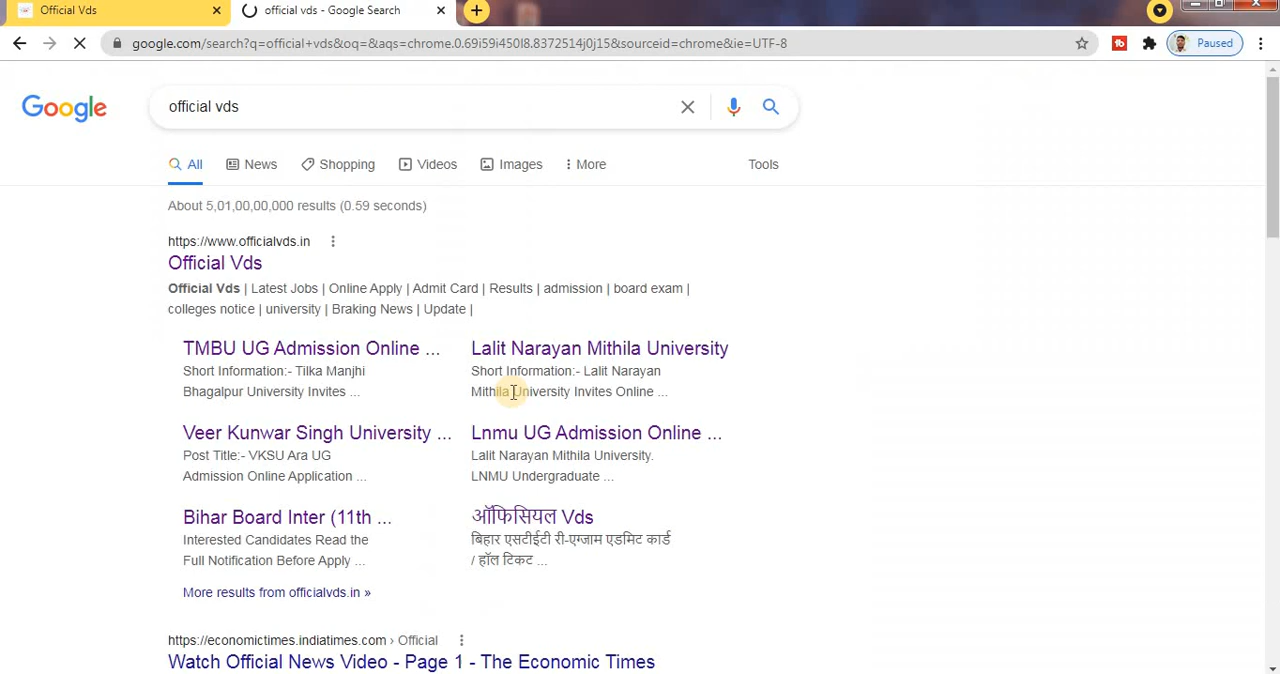 Official Vds
official vds - Google Search
google.com/search?q=official+vds&oq=&aqs=chrome.0.69i59i450l8.8372514j0j15&sourceid=chrome&ie=UTF-8
Paused
Google
official vds
All
News
Shopping
Videos
Images
More
Tools
About 5,01,00,00,000 results (0.59 seconds)
https://www.officialvds.in
Official Vds
Official Vds | Latest Jobs | Online Apply | Admit Card | Results | admission | board exam |
colleges notice | university | Braking News | Update |
TMBU UG Admission Online ...
Short Information:- Tilka Manjhi
Bhagalpur University Invites ...
Lalit Narayan Mithila University
Short Information:- Lalit Narayan
Mithila University Invites Online ...
Veer Kunwar Singh University ...
Post Title:- VKSU Ara UG
Admission Online Application ...
Lnmu UG Admission Online ...
Lalit Narayan Mithila University.
LNMU Undergraduate ...
Bihar Board Inter (11th ...
Interested Candidates Read the
Full Notification Before Apply ...
ऑफिसियल Vds
बिहार एसटीईटी री-एग्जाम एडमिट कार्ड
/ हॉल टिकट ...
More results from officialvds.in »
https://economictimes.indiatimes.com › Official
Watch Official News Video - Page 1 - The Economic Times